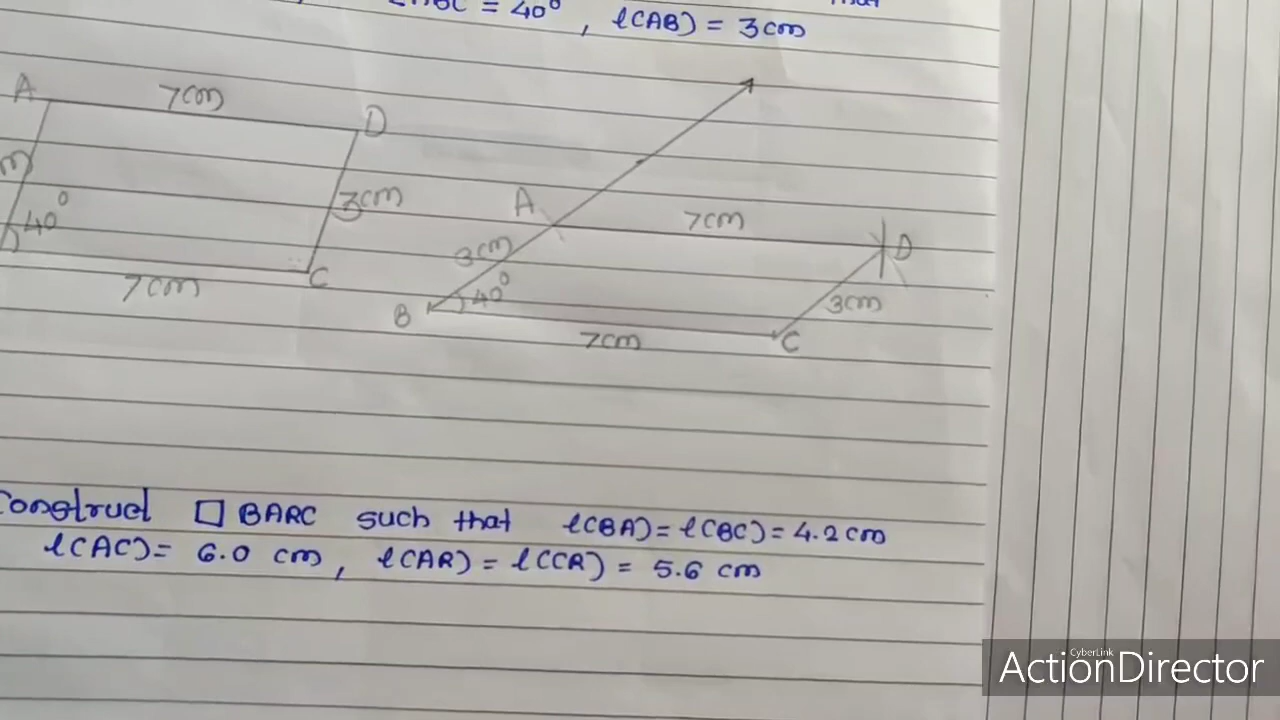 = 40° , l(AB) = 3cm
A 7cm D
40° 3cm
7cm C
A 7cm D
3cm
B 40° 3cm
7cm C
Construct □ BARC such that l(BA) = l(BC) = 4.2 cm
l(AC) = 6.0 cm, l(AR) = l(CR) = 5.6 cm
CyberLink
ActionDirector